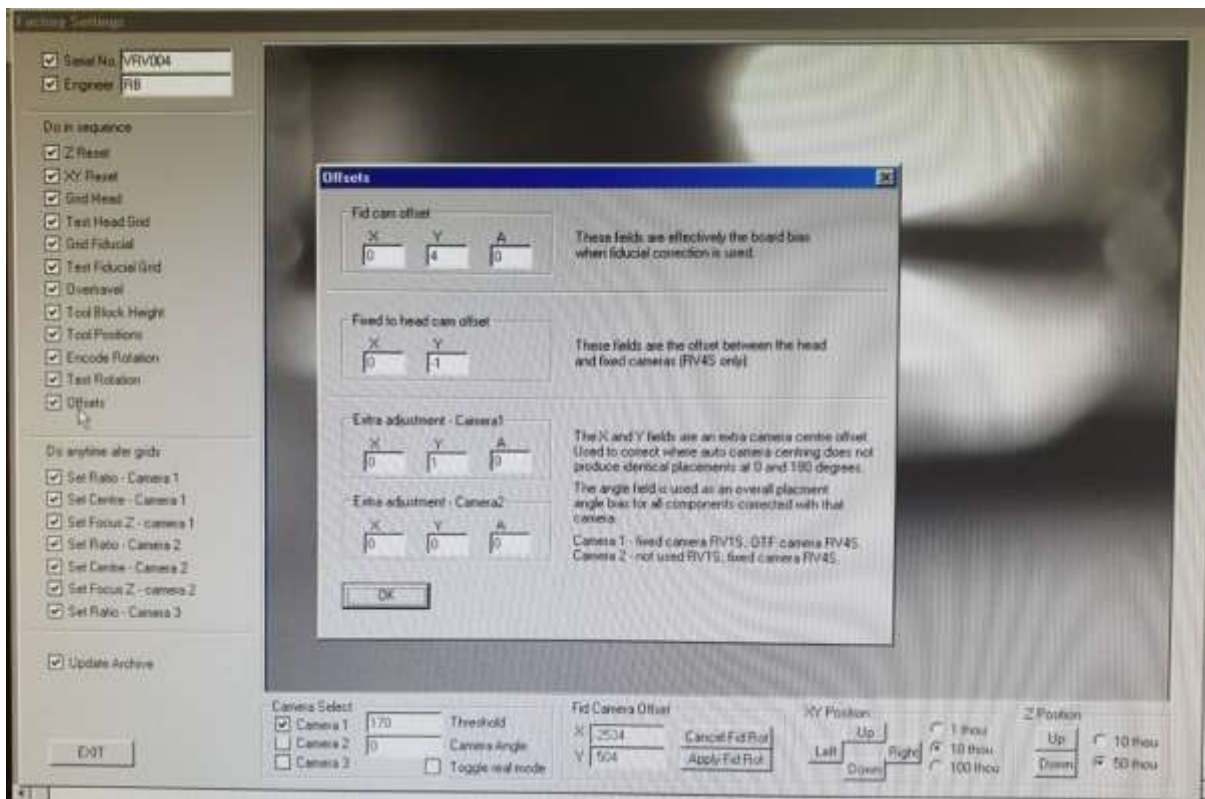 Factory Settings
Serial No. VRV004
Engineer RB
Do in sequence
Z Reset
XY Reset
Grid Head
Test Head Grid
Grid Fiducial
Test Fiducial Grid
Overtravel
Tool Block Height
Tool Positions
Encode Rotation
Test Rotation
Offsets
Do anytime after grids
Set Ratio - Camera 1
Set Centre - Camera 1
Set Focus Z - camera 1
Set Ratio - Camera 2
Set Centre - Camera 2
Set Focus Z - camera 2
Set Ratio - Camera 3
Update Archive
EXIT
Offsets
Fid cam offset
X Y A
0 4 0
These fields are effectively the board bias
when fiducial correction is used.
Fixed to head cam offset
X Y
0 -1
These fields are the offset between the head
and fixed cameras (RV4S only)
Extra adjustment - Camera1
X Y A
0 1 0
The X and Y fields are an extra camera centre offset.
Used to correct where auto camera centring does not
produce identical placements at 0 and 180 degrees.
The angle field is used as an overall placment
angle bias for all components corrected with that
camera.
Extra adjustment - Camera2
X Y A
0 0 0
Camera 1 - fixed camera RV1S, OTF camera RV4S.
Camera 2 - not used RV1S, fixed camera RV4S.
OK
Camera Select
Camera 1 170 Threshold
Camera 2 0 Camera Angle
Camera 3 Toggle real mode
Fid Camera Offset
X -2534 Cancel Fid Rot
Y 504 Apply Fid Rot
XY Position
Up
Left Right
Down
1 thou
10 thou
100 thou
Z Position
Up 10 thou
Down 50 thou